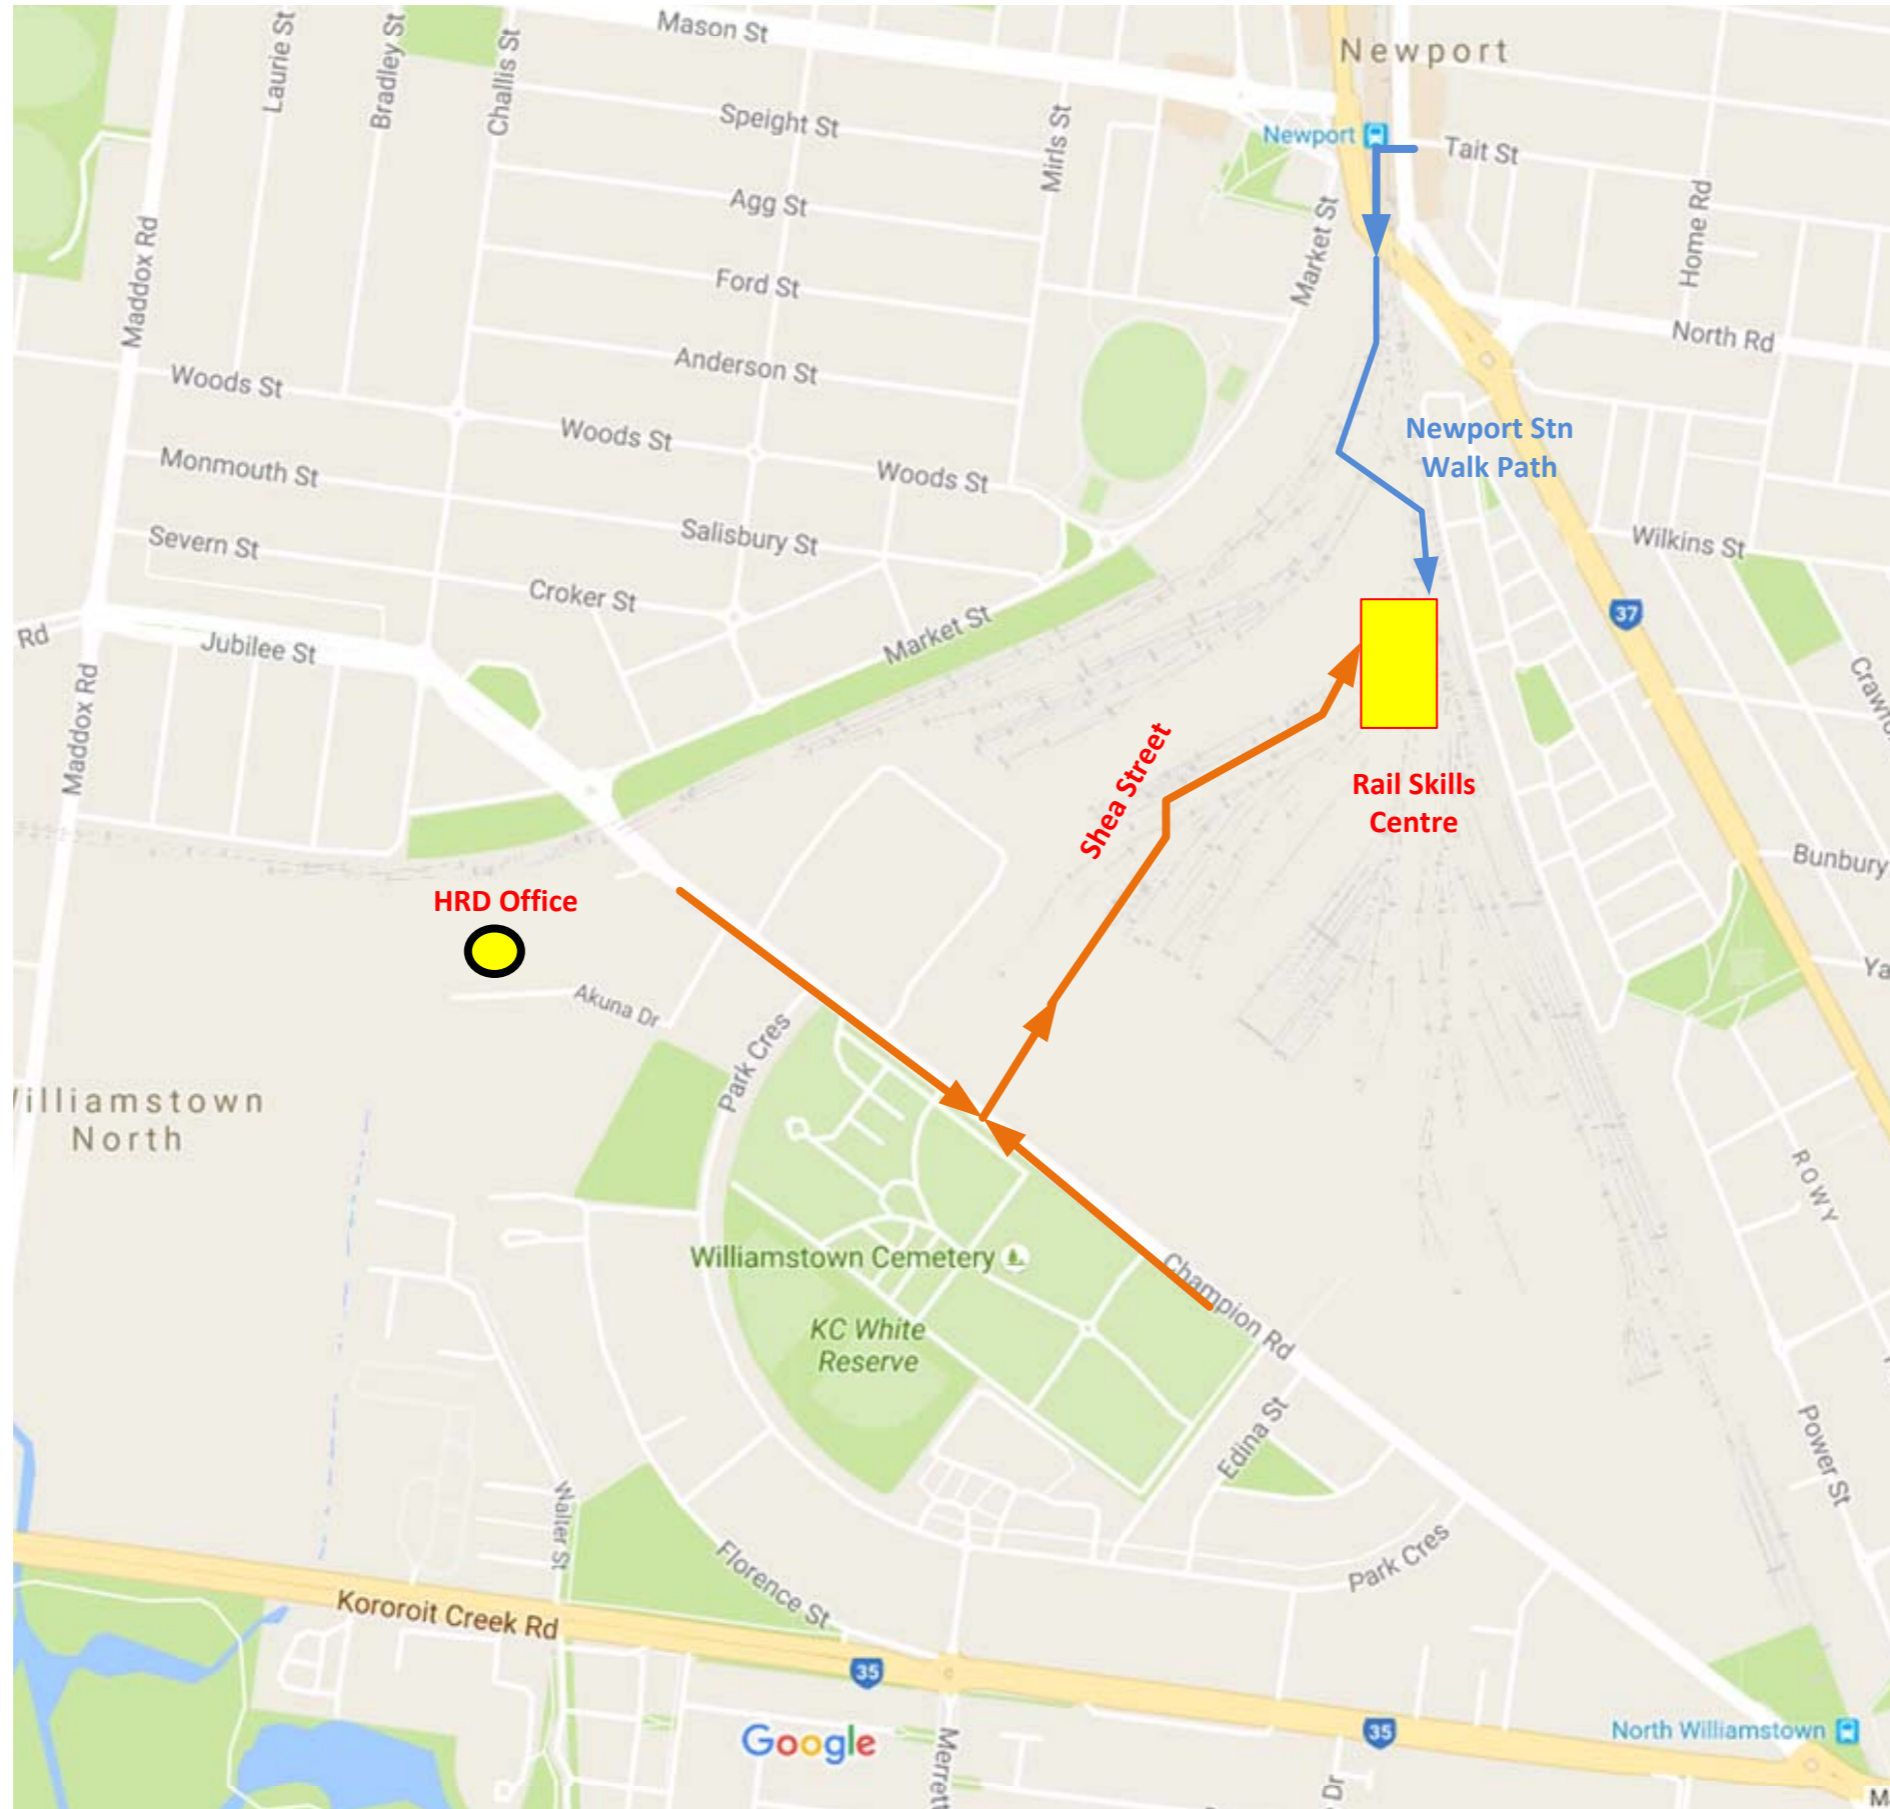 Mason St
Newport
Laurie St
Bradley St
Challis St
Speight St
Mirls St
Newport
Tait St
Agg St
Market St
Home Rd
Maddox Rd
Ford St
North Rd
Anderson St
Woods St
Woods St
Woods St
Newport Stn
Walk Path
Monmouth St
Salisbury St
Severn St
Wilkins St
Croker St
37
Market St
Rd
Jubilee St
Maddox Rd
Shea Street
Rail Skills
Centre
Bunbury
HRD Office
Ya
Akuna Dr
Park Cres
illiamstown
North
ROWY
Williamstown Cemetery
Champion Rd
KC White
Reserve
Edina St
Power St
Walter St
Florence St
Park Cres
Kororoit Creek Rd
35
35
North Williamstown
Google
Merrett
Dr
M